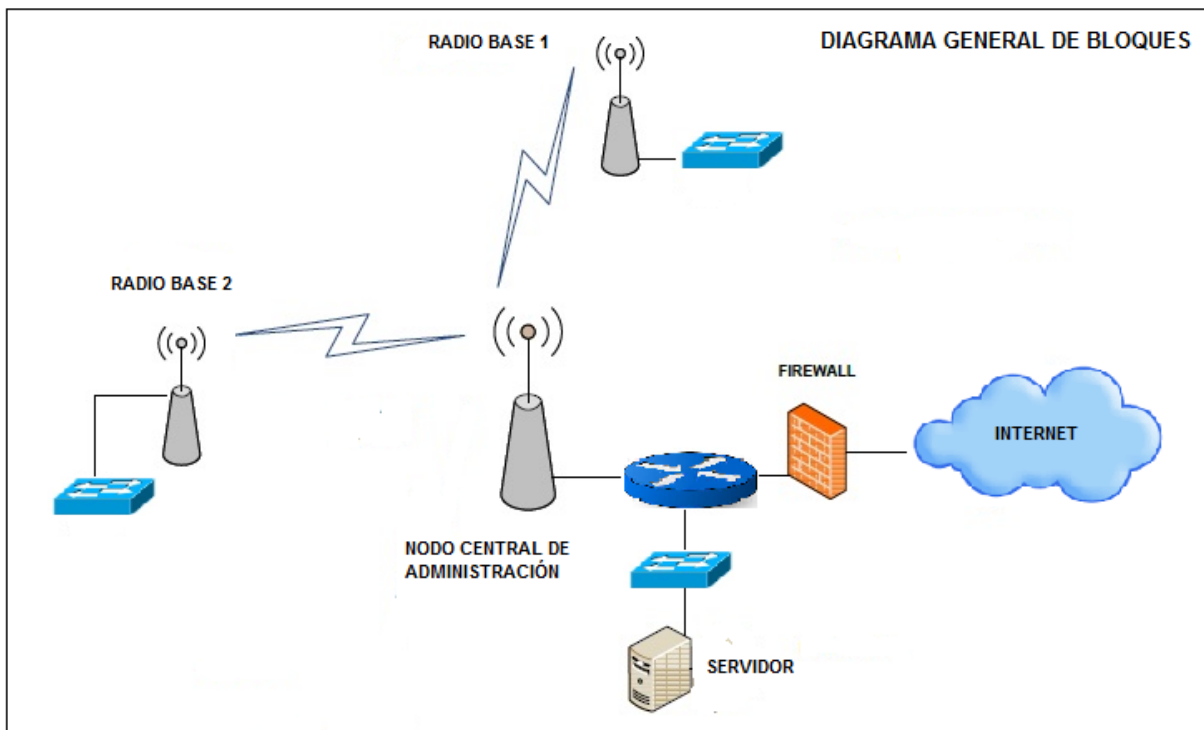 DIAGRAMA GENERAL DE BLOQUES
RADIO BASE 1
RADIO BASE 2
FIREWALL
INTERNET
NODO CENTRAL DE
ADMINISTRACIÓN
SERVIDOR